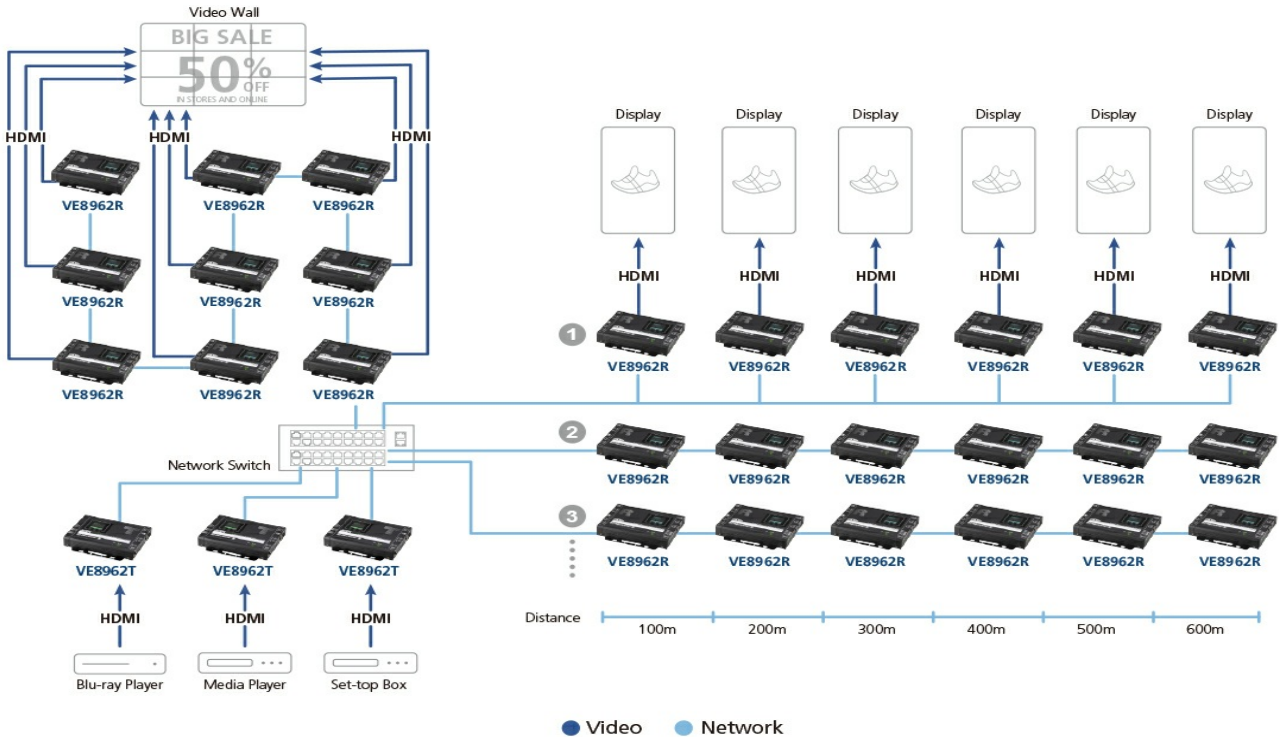 Video Wall
BIG SALE
50% OFF
IN STORES AND ONLINE
HDMI HDMI HDMI
VE8962R VE8962R VE8962R
VE8962R VE8962R VE8962R
VE8962R VE8962R VE8962R
Network Switch
VE8962T VE8962T VE8962T
HDMI HDMI HDMI
Blu-ray Player Media Player Set-top Box
Display Display Display Display Display Display
HDMI HDMI HDMI HDMI HDMI HDMI
1
VE8962R VE8962R VE8962R VE8962R VE8962R VE8962R
2
VE8962R VE8962R VE8962R VE8962R VE8962R VE8962R
3
VE8962R VE8962R VE8962R VE8962R VE8962R VE8962R
Distance
100m 200m 300m 400m 500m 600m
Video Network